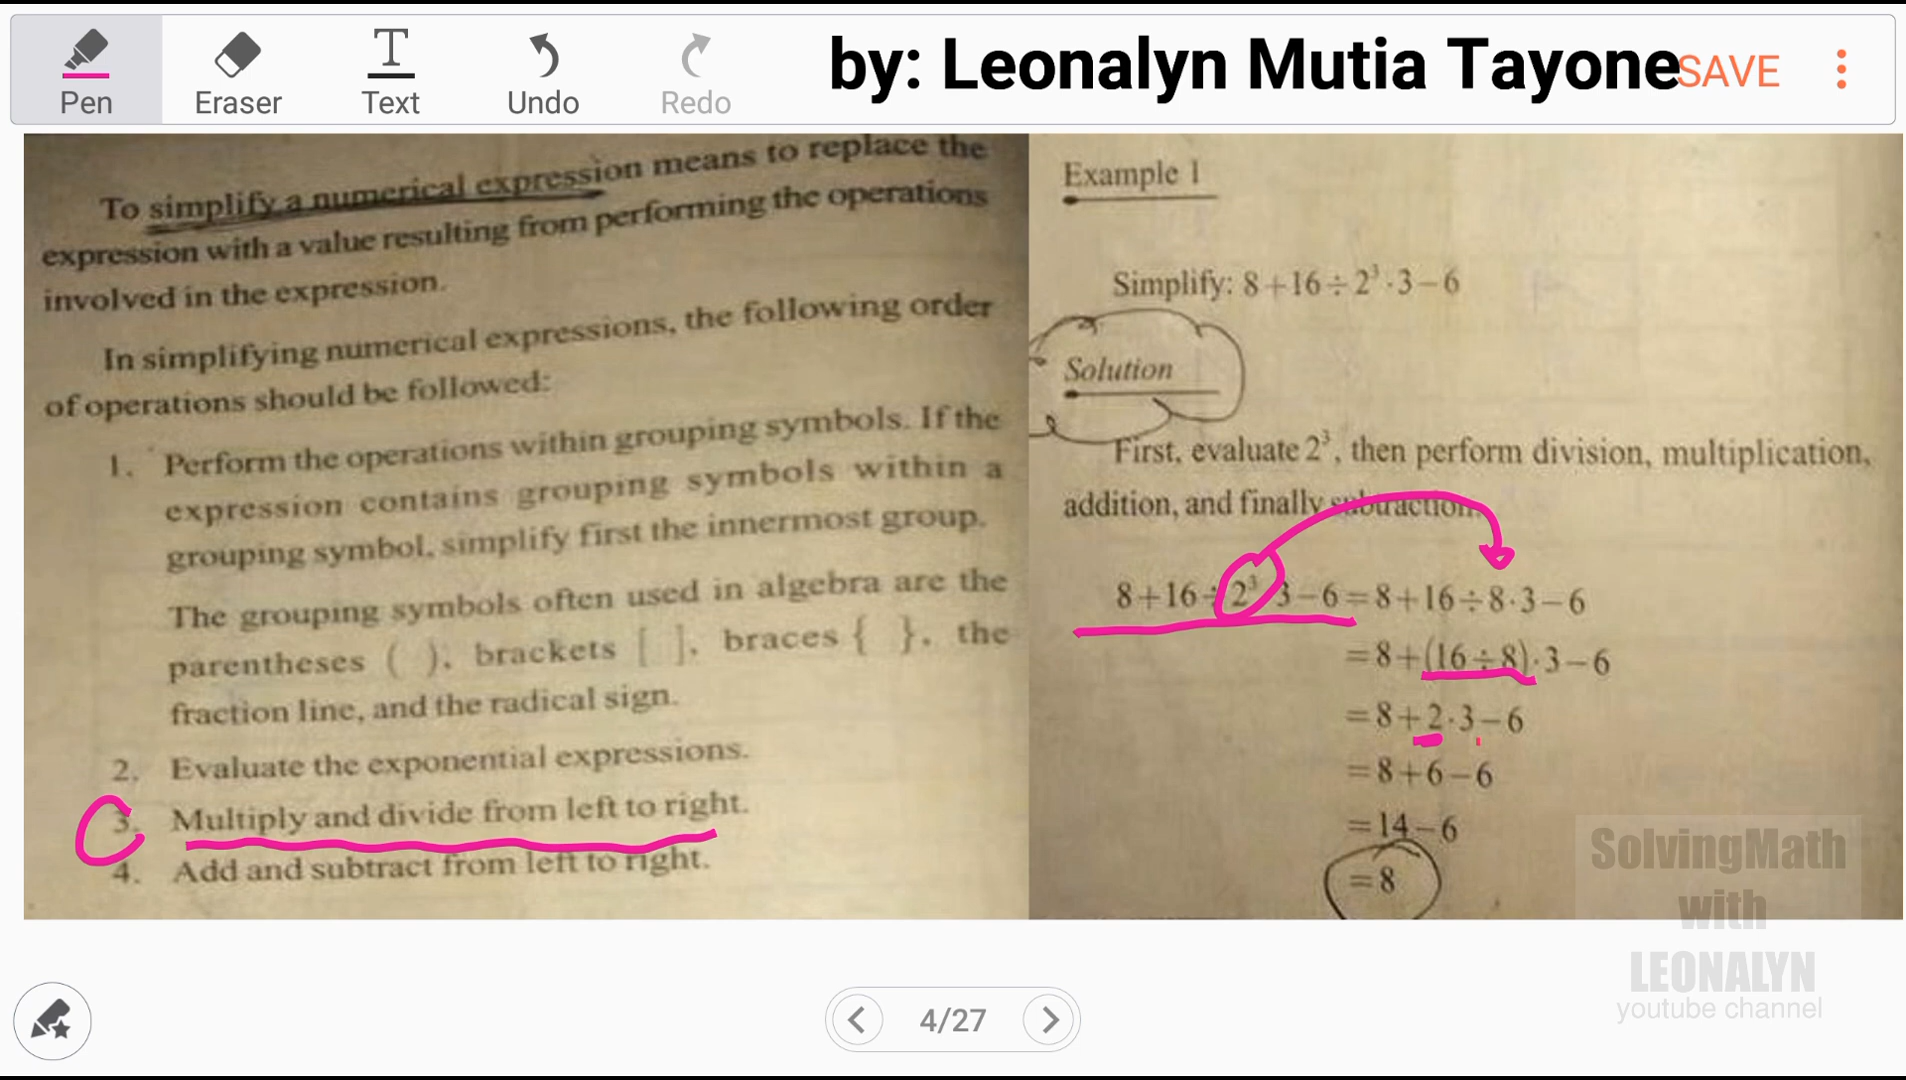 Pen
Eraser
Text
Undo
Redo
by: Leonalyn Mutia Tayone
SAVE
To simplify a numerical expression means to replace the
expression with a value resulting from performing the operations
involved in the expression.
In simplifying numerical expressions, the following order
of operations should be followed:
1. Perform the operations within grouping symbols. If the
expression contains grouping symbols within a
grouping symbol, simplify first the innermost group.
The grouping symbols often used in algebra are the
parentheses ( ), brackets [ ], braces { }, the
fraction line, and the radical sign.
2. Evaluate the exponential expressions.
3. Multiply and divide from left to right.
4. Add and subtract from left to right.
Example 1
Simplify: 8+16÷2³·3–6
Solution
First, evaluate 2³, then perform division, multiplication,
addition, and finally subtraction.
8+16÷2³·3–6=8+16÷8·3–6
=8+(16÷8)·3–6
=8+2·3–6
=8+6–6
=14–6
=8
SolvingMath
with
LEONALYN
youtube channel
4/27